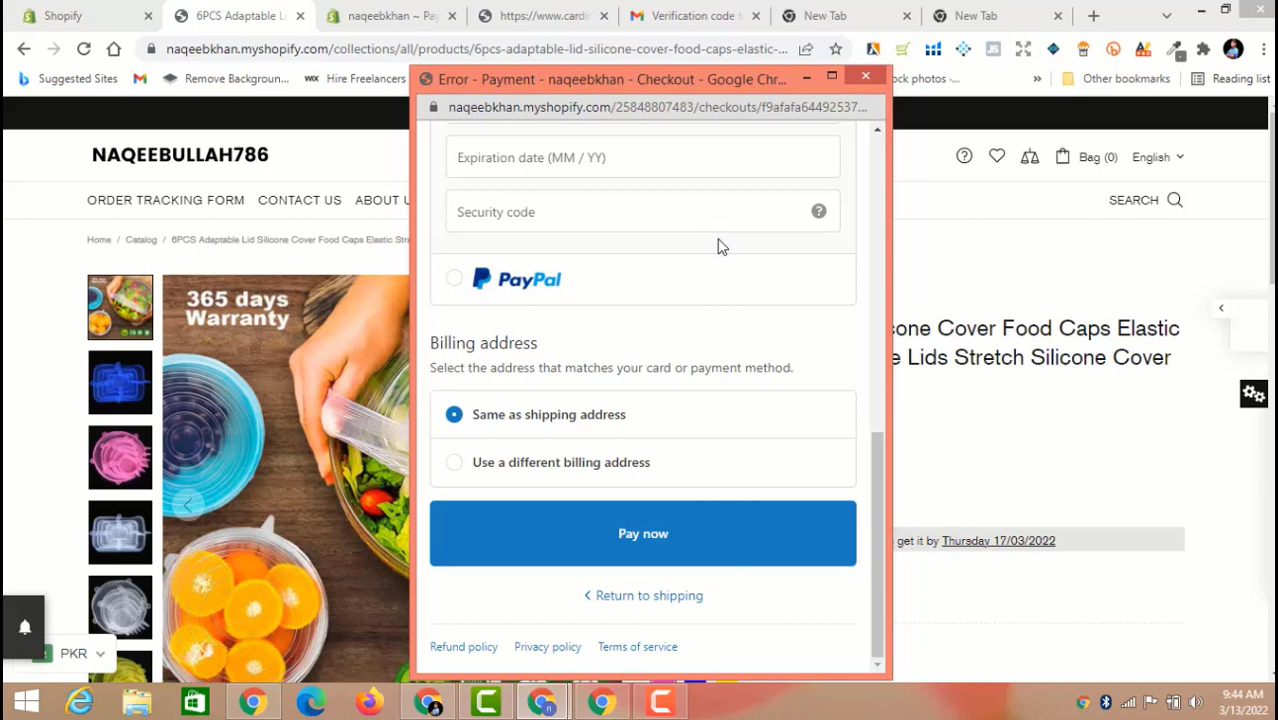 Shopify
6PCS Adaptable L
naqeebkhan ~ Pa
https://www.cardi
Verification code t
New Tab
New Tab
naqeebkhan.myshopify.com/collections/all/products/6pcs-adaptable-lid-silicone-cover-food-caps-elastic-...
Suggested Sites
Remove Backgroun...
WIX Hire Freelancers
ock photos -...
»
Other bookmarks
Reading list
Error - Payment - naqeebkhan - Checkout - Google Chr...
naqeebkhan.myshopify.com/25848807483/checkouts/f9afafa64492537...
NAQEEBULLAH786
Bag (0)
English
ORDER TRACKING FORM
CONTACT US
ABOUT U
SEARCH
Home / Catalog / 6PCS Adaptable Lid Silicone Cover Food Caps Elastic Stre
365 days
Warranty
Expiration date (MM / YY)
Security code
PayPal
Billing address
Select the address that matches your card or payment method.
Same as shipping address
Use a different billing address
Pay now
Return to shipping
Refund policy
Privacy policy
Terms of service
cone Cover Food Caps Elastic
e Lids Stretch Silicone Cover
get it by Thursday 17/03/2022
PKR
9:44 AM
3/13/2022